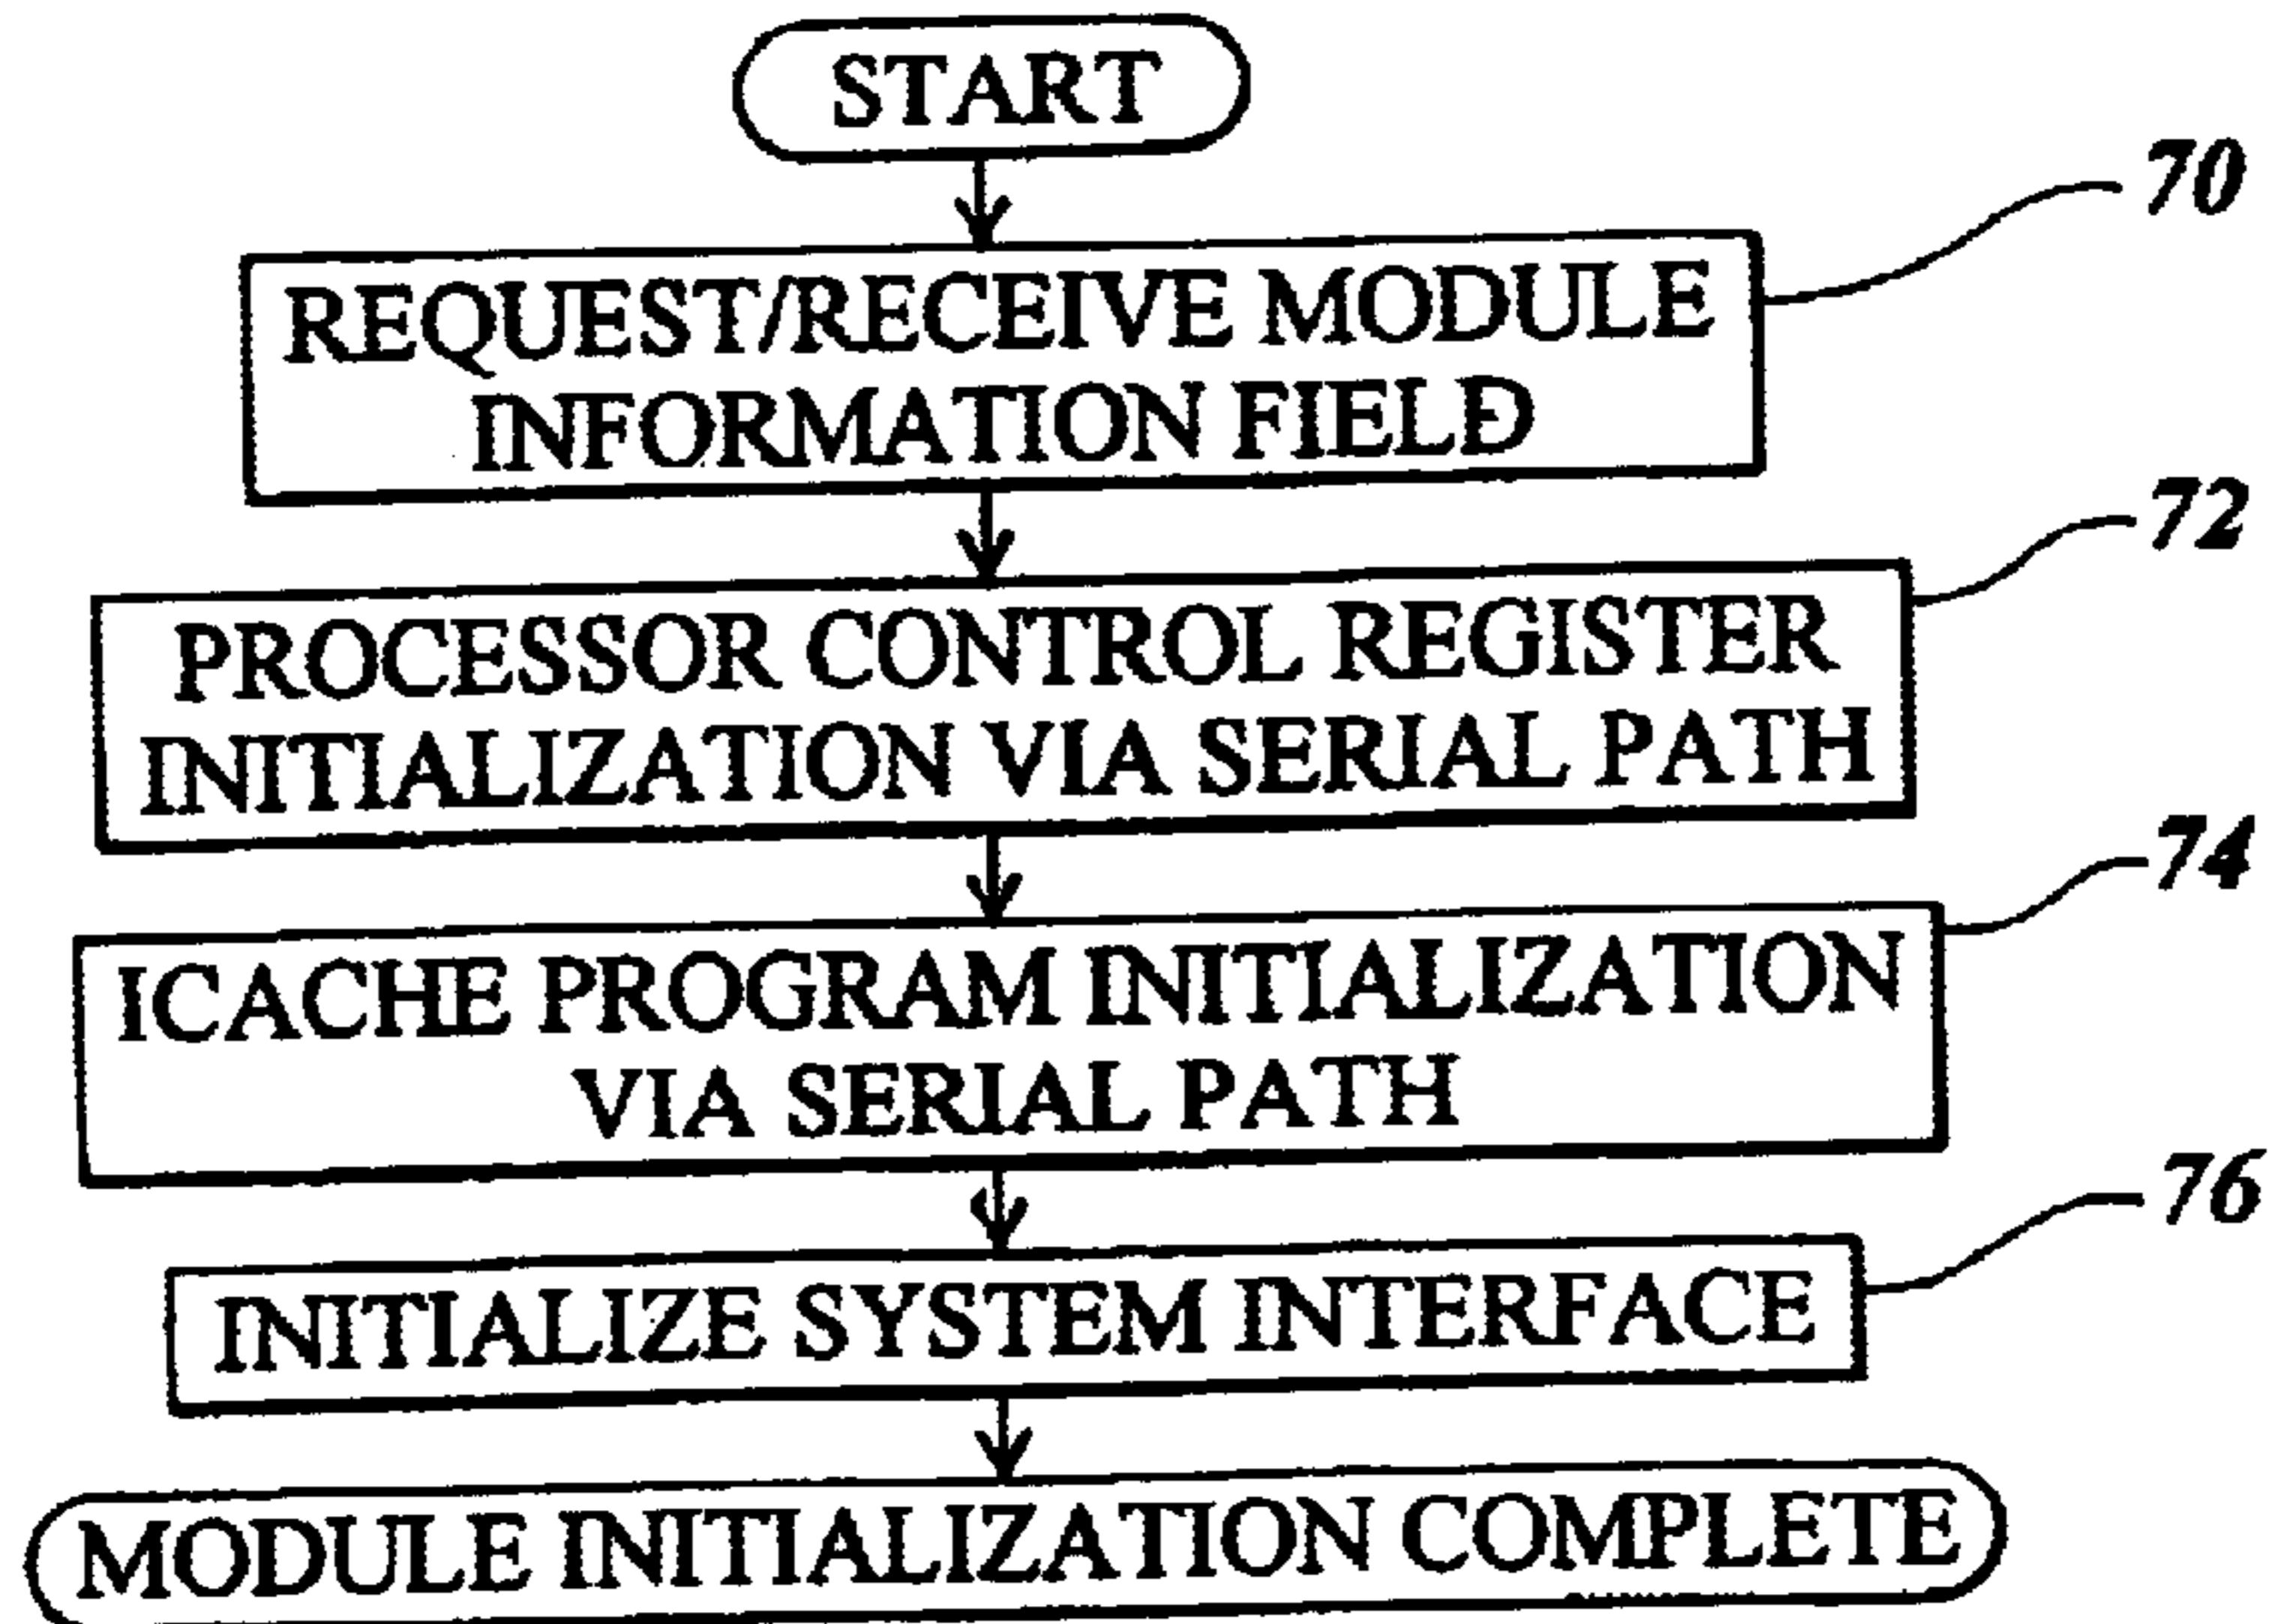 START
70
REQUEST/RECEIVE MODULE
INFORMATION FIELD
72
PROCESSOR CONTROL REGISTER
INITIALIZATION VIA SERIAL PATH
74
ICACHE PROGRAM INITIALIZATION
VIA SERIAL PATH
76
INITIALIZE SYSTEM INTERFACE
MODULE INITIALIZATION COMPLETE